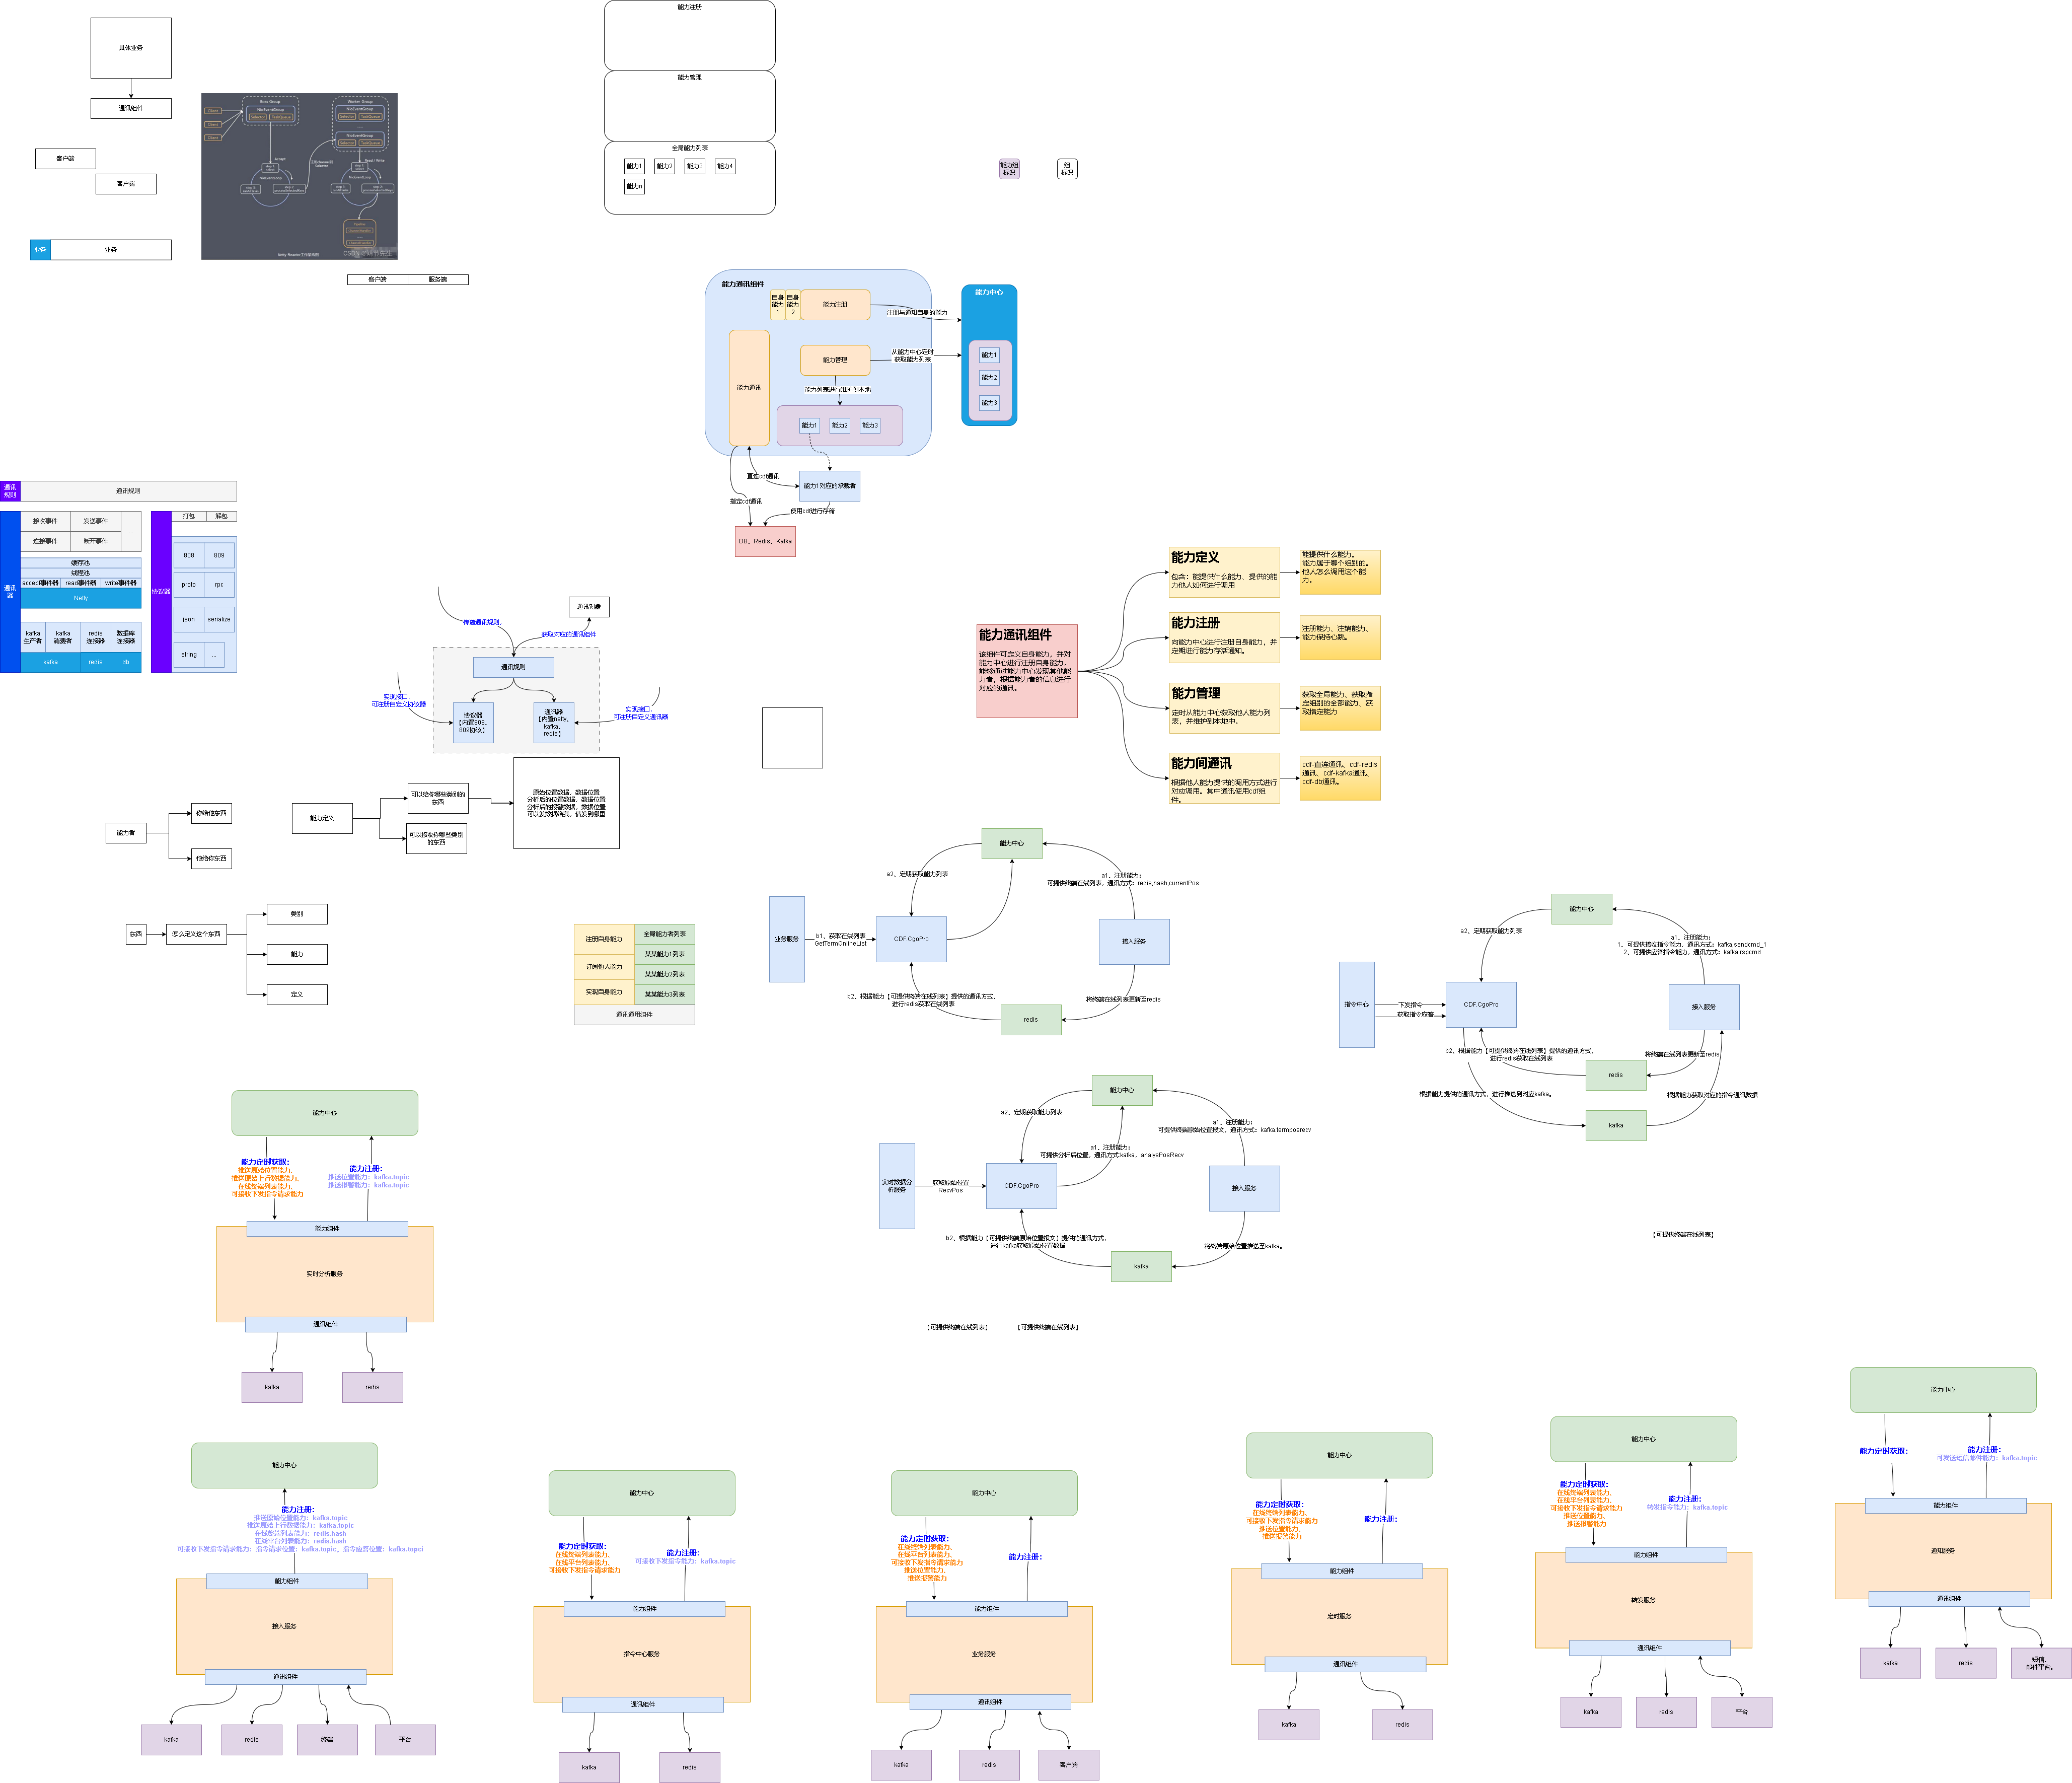 具体业务
通讯组件
客户端
客户端
业务
业务
Boss Group
NioEventGroup
Selector
TaskQueue
Client
Client
Client
Worker Group
NioEventGroup
Selector
TaskQueue
NioEventGroup
Selector
TaskQueue
Accept
Read / Write
NioEventLoop
NioEventLoop
客户端
服务端
能力注册
能力管理
全局能力列表
能力1
能力2
能力3
能力4
能力n
能力组
标识
组
标识
能力通讯组件
自身
能力
1
自身
能力
2
能力注册
能力通讯
能力管理
能力列表进行维护到本地
能力1
能力2
能力3
注册与通知自身的能力
从能力中心定时
获取能力列表
能力中心
能力1
能力2
能力3
直连cdf通讯
指定cdf通讯
能力1对应的承载者
使用cdf进行存储
DB、Redis、Kafka
通讯
规则
通讯规则
通讯
器
接收事件
发送事件
连接事件
断开事件
...
缓存池
线程池
accept事件器
read事件器
write事件器
Netty
kafka
生产者
kafka
消费者
redis
连接器
数据库
连接器
kafka
redis
db
协议器
打包
解包
808
809
proto
rpc
json
serialize
string
...
传递通讯规则，
获取对应的通讯组件
通讯对象
通讯规则
协议器
【内置808、
809协议】
通讯器
【内置netty、
kafka、
redis】
实现接口，
可注册自定义协议器
实现接口，
可注册自定义通讯器
能力通讯组件
该组件可定义自身能力，并对
能力中心进行注册自身能力，
能够通过能力中心发现其他能
力者，根据能力者的信息进行
对应的通讯。
能力定义
包含：能提供什么能力、提供的能
力他人如何进行调用
能提供什么能力。
能力属于哪个组别的。
他人怎么调用这个能
力。
能力注册
向能力中心进行注册自身能力，并
定期进行能力存活通知。
注册能力、注销能力、
能力保持心跳。
能力管理
定时从能力中心获取他人能力列
表，并维护到本地中。
获取全局能力、获取指
定组别的全部能力、获
取指定能力
能力间通讯
根据他人能力提供的调用方式进行
对应调用。其中通讯使用cdf组
件。
cdf-直连通讯、cdf-redis
通讯、cdf-kafka通讯、
cdf-db通讯。
能力者
你给他东西
他给你东西
能力定义
可以给你哪些类别的
东西
可以接收你哪些类别
的东西
原始位置数据，数据位置
分析后的位置数据，数据位置
分析后的报警数据，数据位置
可以发数据给我，请发到哪里
东西
怎么定义这个东西
类别
能力
定义
注册自身能力
订阅他人能力
实现自身能力
全局能力者列表
某某能力1列表
某某能力2列表
某某能力3列表
通讯通用组件
能力中心
a2、定期获取能力列表
a1、注册能力：
可提供终端在线列表，通讯方式：redis,hash,currentPos
业务服务
b1、获取在线列表
GetTermOnlineList
CDF.CgoPro
接入服务
b2、根据能力【可提供终端在线列表】提供的通讯方式，
进行redis获取在线列表
将终端在线列表更新至redis
redis
能力中心
a2、定期获取能力列表
a1、注册能力：
1、可提供接收指令能力，通讯方式：kafka,sendcmd_1
2、可提供应答指令能力，通讯方式：kafka,rspcmd
指令中心
下发指令
获取指令应答
CDF.CgoPro
接入服务
b2、根据能力【可提供终端在线列表】提供的通讯方式，
进行redis获取在线列表
将终端在线列表更新至redis
redis
根据能力提供的通讯方式，进行推送到对应kafka。
根据能力获取对应的指令通讯数据
kafka
能力中心
a2、定期获取能力列表
a1、注册能力：
可提供终端原始位置报文，通讯方式：kafka.termposrecv
a1、注册能力：
可提供分析后位置，通讯方式:kafka，analysPosRecv
实时数据分
析服务
获取原始位置
RecvPos
CDF.CgoPro
接入服务
b2、根据能力【可提供终端原始位置报文】提供的通讯方式，
进行kafka获取原始位置数据
将终端原始位置推送至kafka。
kafka
【可提供终端在线列表】
【可提供终端在线列表】
【可提供终端在线列表】
能力中心
能力定时获取：
推送原始位置能力、
推送原始上行数据能力、
在线终端列表能力、
可接收下发指令请求能力
能力注册：
推送位置能力：kafka.topic
推送报警能力：kafka.topic
能力组件
实时分析服务
通讯组件
kafka
redis
能力中心
能力注册：
推送原始位置能力：kafka.topic
推送原始上行数据能力：kafka.topic
在线终端列表能力：redis.hash
在线平台列表能力：redis.hash
可接收下发指令请求能力：指令请求位置：kafka.topic、指令应答位置：kafka.topci
能力组件
接入服务
通讯组件
kafka
redis
终端
平台
能力中心
能力定时获取：
在线终端列表能力、
在线平台列表能力、
可接收下发指令请求能力
能力注册：
可接收下发指令能力：kafka.topic
能力组件
指令中心服务
通讯组件
kafka
redis
能力中心
能力定时获取：
在线终端列表能力、
在线平台列表能力、
可接收下发指令请求能力
推送位置能力、
推送报警能力
能力注册：
能力组件
业务服务
通讯组件
kafka
redis
客户端
能力中心
能力定时获取：
在线终端列表能力、
可接收下发指令请求能力
推送位置能力、
推送报警能力
能力注册：
能力组件
定时服务
通讯组件
kafka
redis
能力中心
能力定时获取：
在线终端列表能力、
在线平台列表能力、
可接收下发指令请求能力
推送位置能力、
推送报警能力
能力注册：
转发指令能力：kafka.topic
能力组件
转发服务
通讯组件
kafka
redis
平台
能力中心
能力定时获取：
能力注册：
可发送短信邮件能力：kafka.topic
能力组件
通知服务
通讯组件
kafka
redis
短信、
邮件平台。